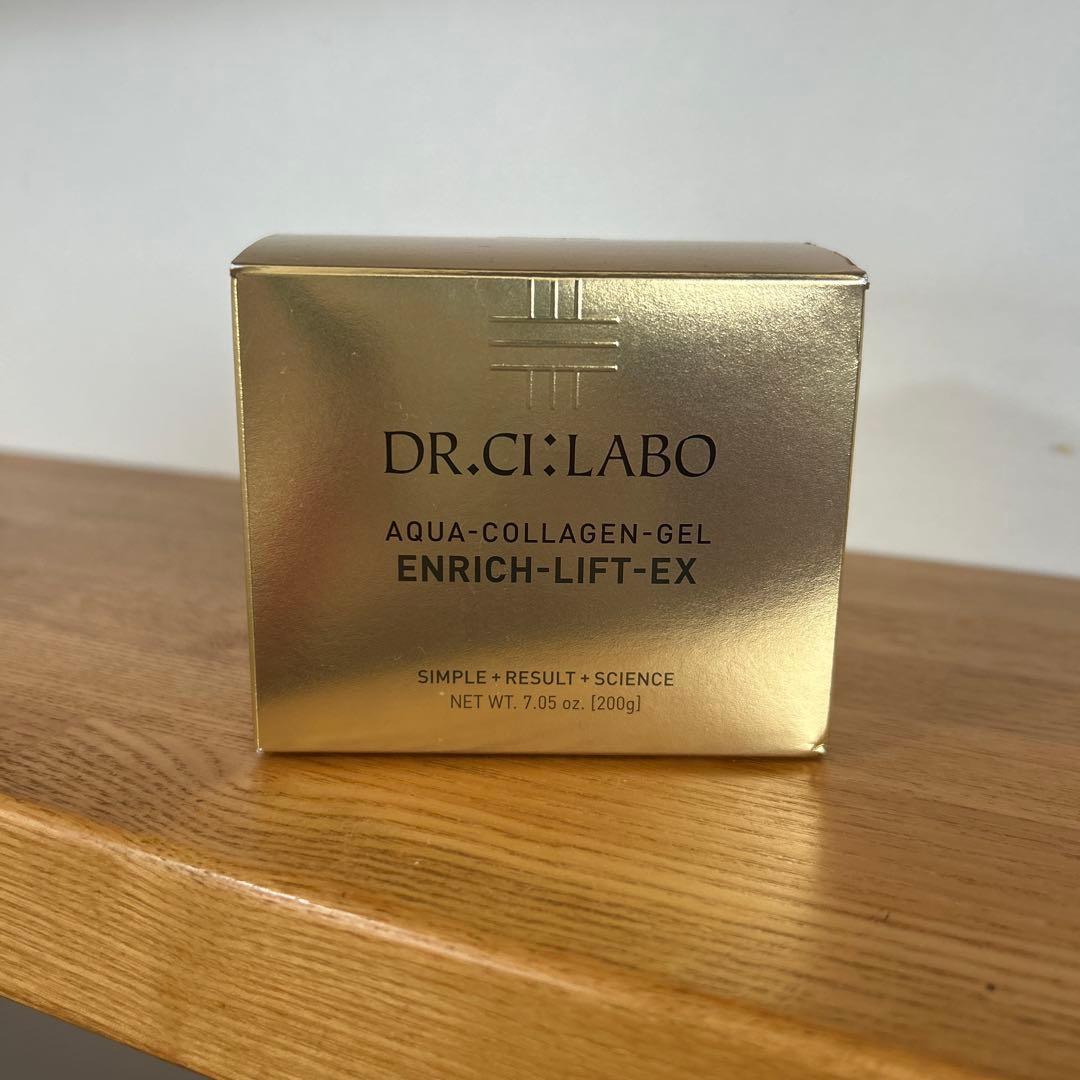 DR.CI:LABO
AQUA-COLLAGEN-GEL
ENRICH-LIFT-EX
SIMPLE + RESULT + SCIENCE
NET WT. 7.05 oz. [200g]